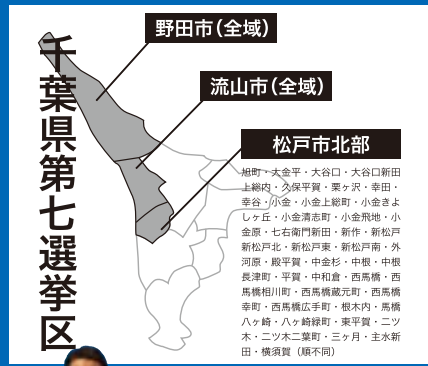 千葉県第七選挙区
野田市(全域)
流山市(全域)
松戸市北部
旭町・大金平・大谷口・大谷口新田
上総内・久保平賀・栗ヶ沢・幸田・
幸谷・小金・小金上総町・小金きよ
しヶ丘・小金清志町・小金飛地・小
金原・七右衛門新田・新作・新松戸
新松戸北・新松戸東・新松戸南・外
河原・殿平賀・中金杉・中根・中根
長津町・平賀・中和倉・西馬橋・西
馬橋相川町・西馬橋蔵元町・西馬橋
幸町・西馬橋広手町・根木内・馬橋
八ヶ崎・八ヶ崎緑町・東平賀・二ツ
木・二ツ木二葉町・三ヶ月・主水新
田・横須賀（順不同）